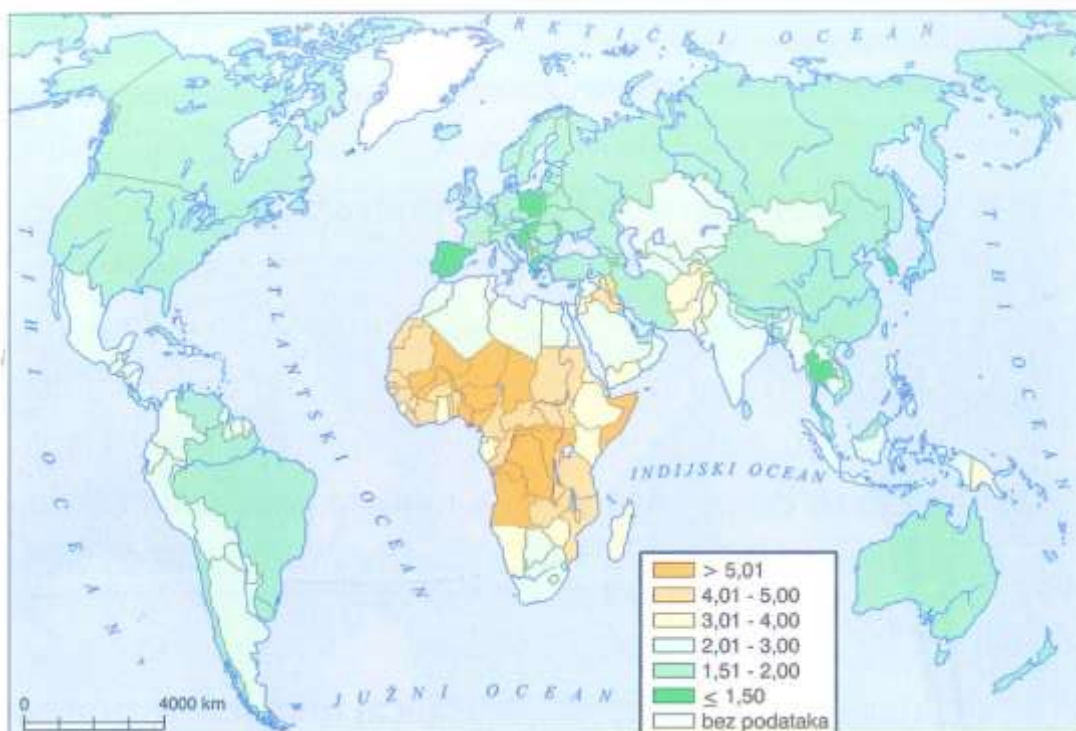 ARKTIČKI OCEAN
TIHI OCEAN
ATLANTSKI OCEAN
TIHI OCEAN
INDIJSKI OCEAN
JUŽNI OCEAN
> 5,01
4,01 - 5,00
3,01 - 4,00
2,01 - 3,00
1,51 - 2,00
≤ 1,50
bez podataka
0 4000 km